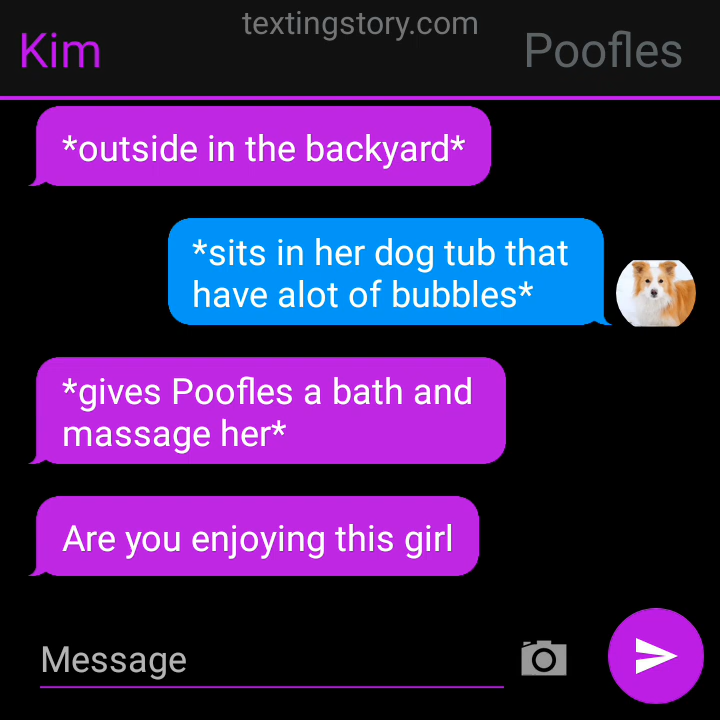 textingstory.com
Kim
Poofles
*outside in the backyard*
*sits in her dog tub that
have alot of bubbles*
*gives Poofles a bath and
massage her*
Are you enjoying this girl
Message